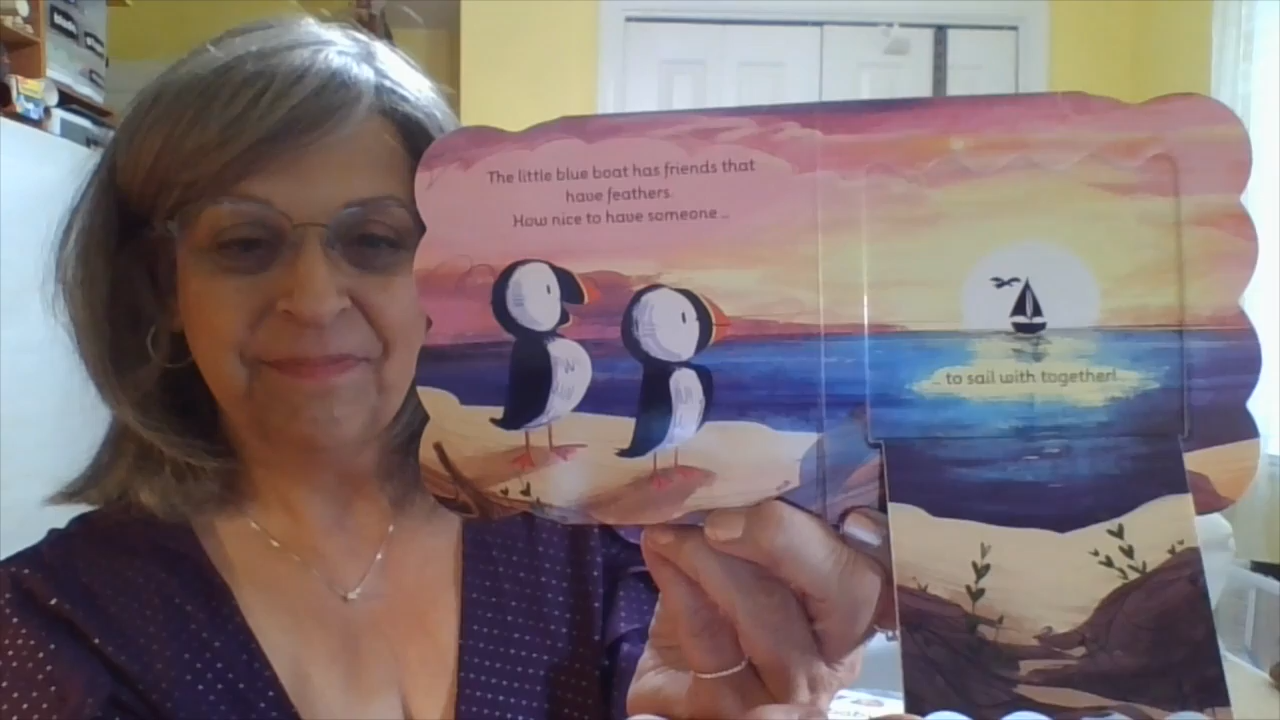 The little blue boat has friends that
have feathers.
How nice to have someone ...
... to sail with together!